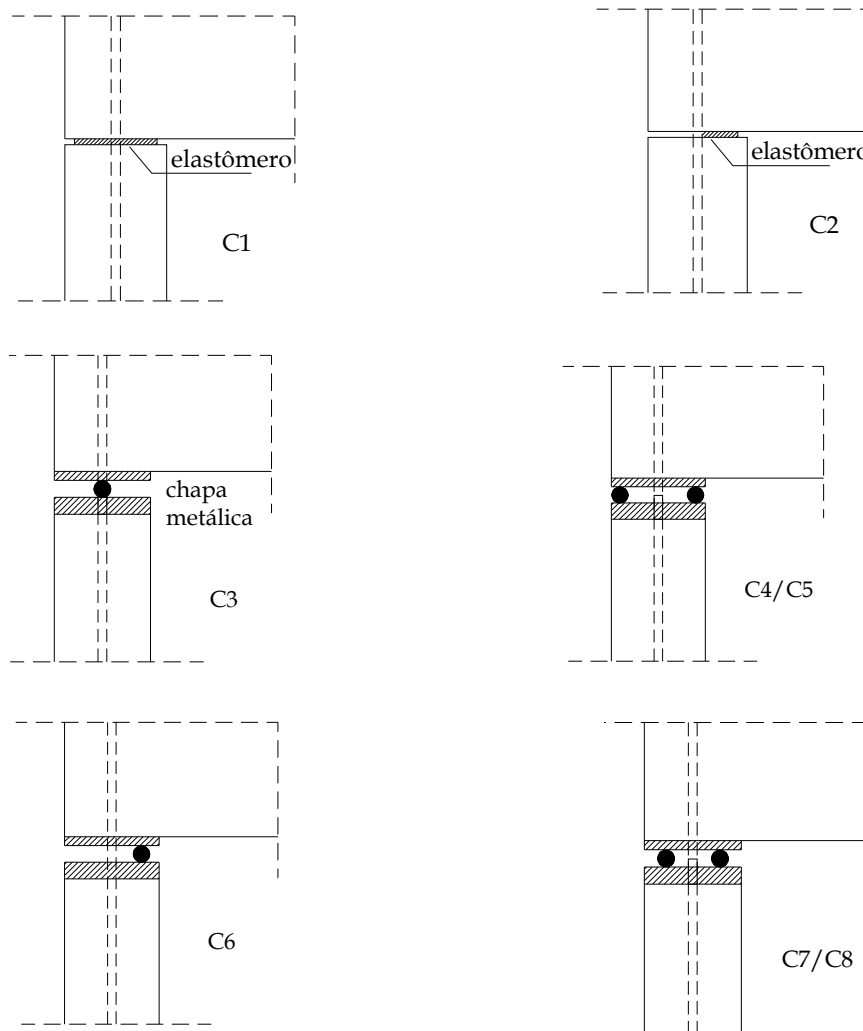 elastômero
C1
elastômero
C2
chapa
metálica
C3
C4/C5
C6
C7/C8